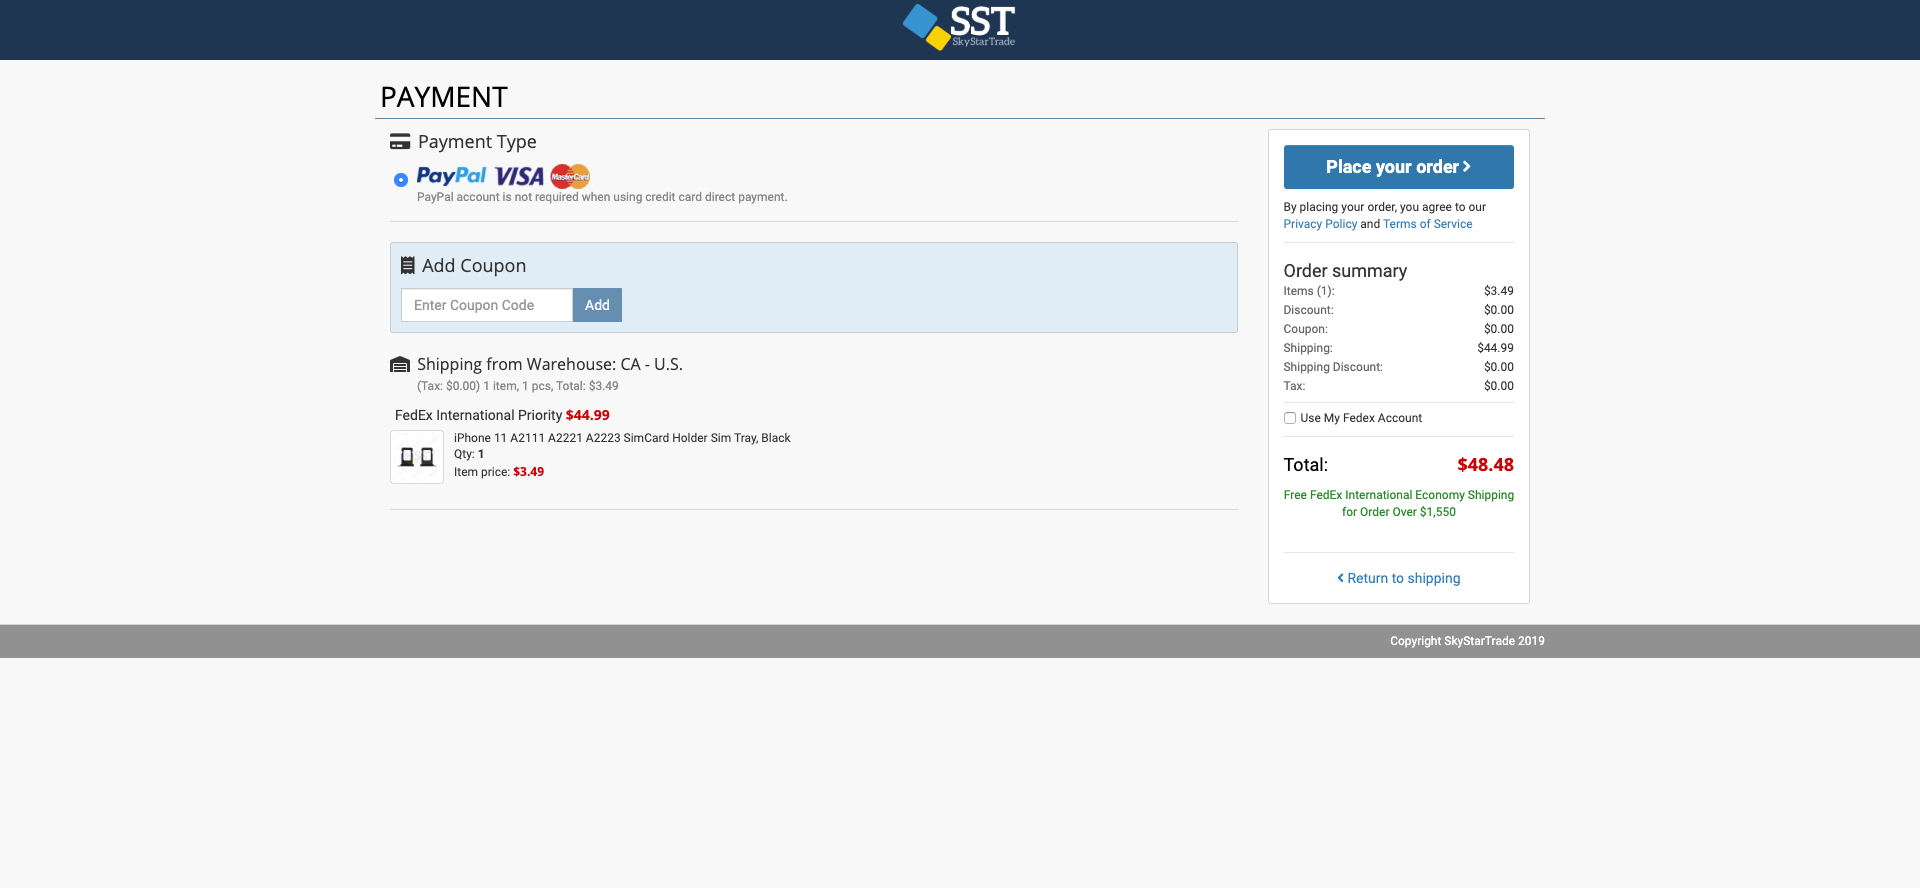 SST
SkyStarTrade
PAYMENT
Payment Type
PayPal VISA MasterCard
PayPal account is not required when using credit card direct payment.
Add Coupon
Enter Coupon Code Add
Shipping from Warehouse: CA - U.S.
(Tax: $0.00) 1 item, 1 pcs, Total: $3.49
FedEx International Priority $44.99
iPhone 11 A2111 A2221 A2223 SimCard Holder Sim Tray, Black
Qty: 1
Item price: $3.49
Place your order
By placing your order, you agree to our
Privacy Policy and Terms of Service
Order summary
Items (1): $3.49
Discount: $0.00
Coupon: $0.00
Shipping: $44.99
Shipping Discount: $0.00
Tax: $0.00
Use My Fedex Account
Total: $48.48
Free FedEx International Economy Shipping
for Order Over $1,550
Return to shipping
Copyright SkyStarTrade 2019